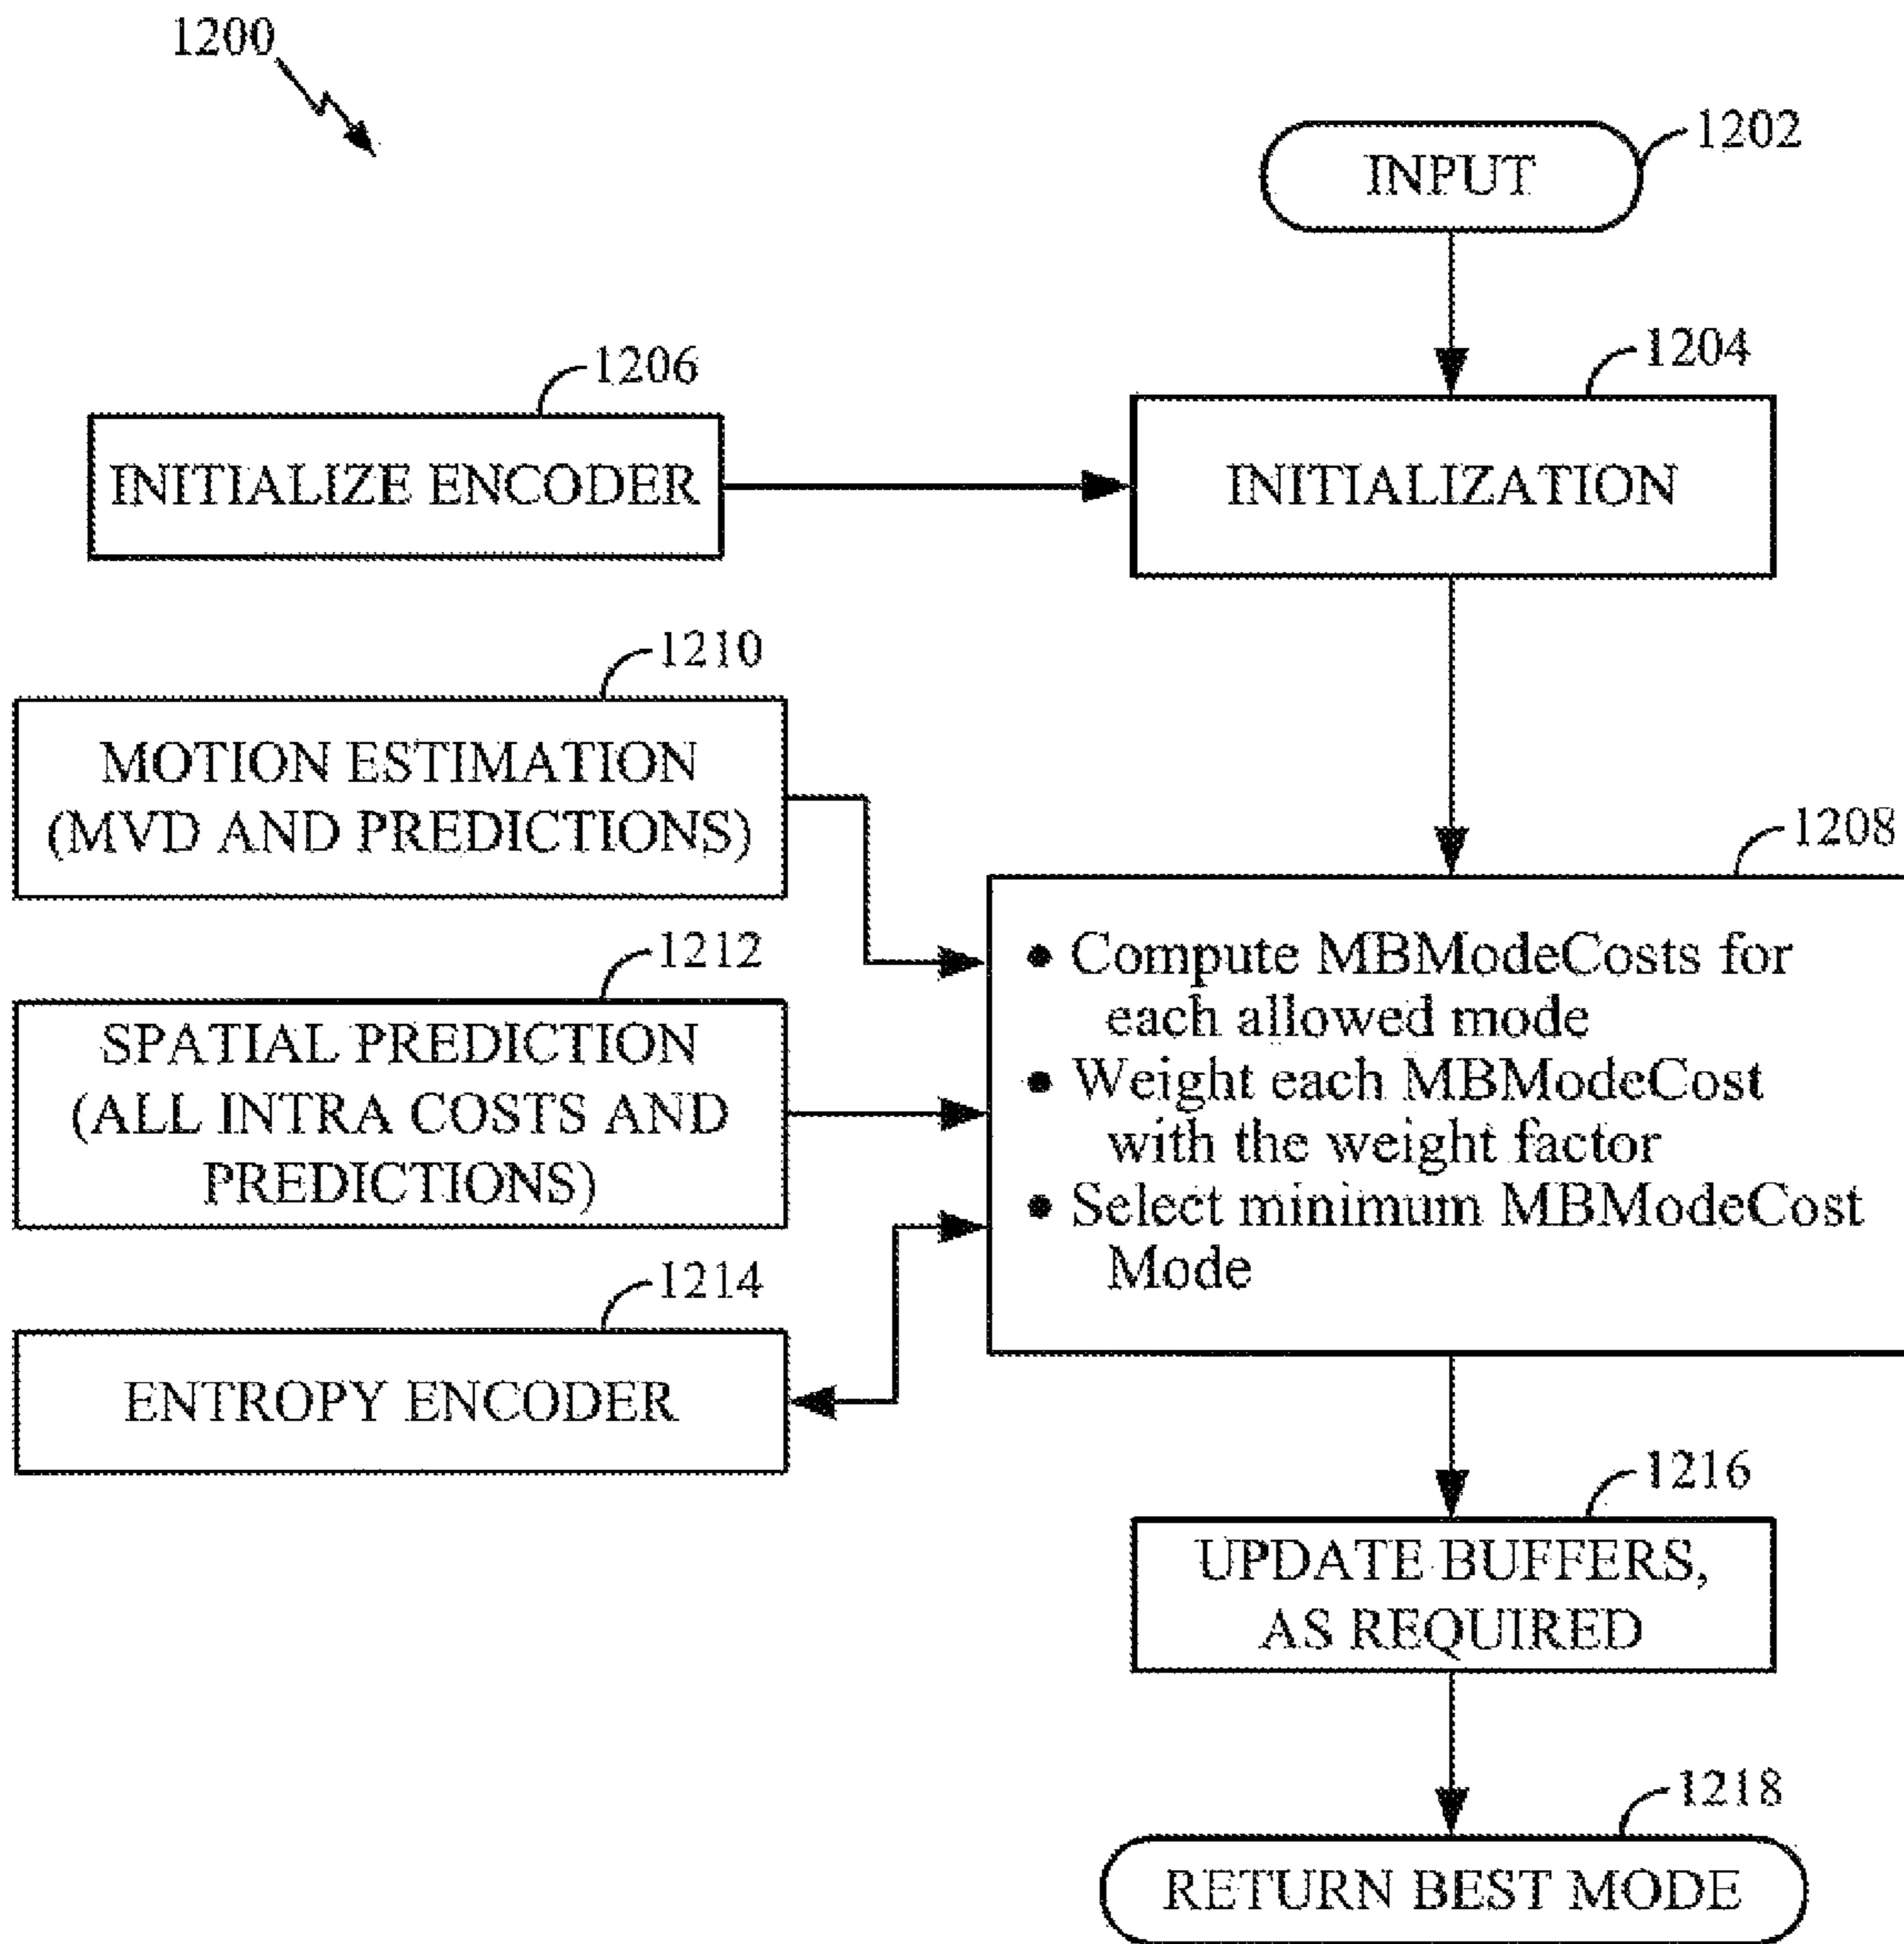 1200
1202
INPUT
1206
1204
INITIALIZE ENCODER
INITIALIZATION
1210
MOTION ESTIMATION
(MVD AND PREDICTIONS)
1208
1212
SPATIAL PREDICTION
(ALL INTRA COSTS AND
PREDICTIONS)
• Compute MBModeCosts for
each allowed mode
• Weight each MBModeCost
with the weight factor
• Select minimum MBModeCost
Mode
1214
ENTROPY ENCODER
1216
UPDATE BUFFERS,
AS REQUIRED
1218
RETURN BEST MODE